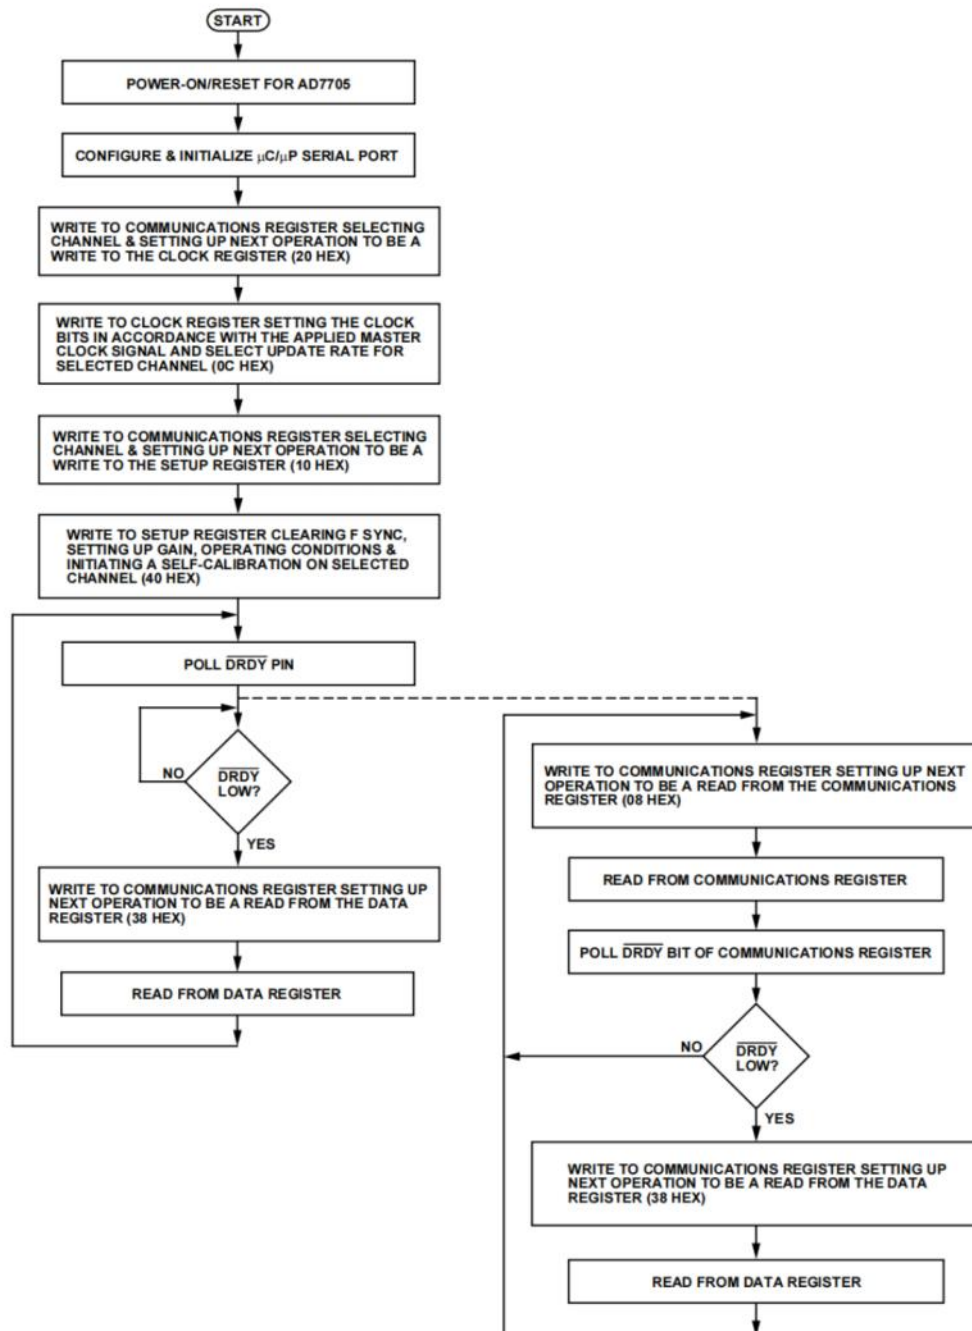 START
POWER-ON/RESET FOR AD7705
CONFIGURE & INITIALIZE μC/μP SERIAL PORT
WRITE TO COMMUNICATIONS REGISTER SELECTING
CHANNEL & SETTING UP NEXT OPERATION TO BE A
WRITE TO THE CLOCK REGISTER (20 HEX)
WRITE TO CLOCK REGISTER SETTING THE CLOCK
BITS IN ACCORDANCE WITH THE APPLIED MASTER
CLOCK SIGNAL AND SELECT UPDATE RATE FOR
SELECTED CHANNEL (0C HEX)
WRITE TO COMMUNICATIONS REGISTER SELECTING
CHANNEL & SETTING UP NEXT OPERATION TO BE A
WRITE TO THE SETUP REGISTER (10 HEX)
WRITE TO SETUP REGISTER CLEARING F SYNC,
SETTING UP GAIN, OPERATING CONDITIONS &
INITIATING A SELF-CALIBRATION ON SELECTED
CHANNEL (40 HEX)
POLL DRDY PIN
NO
DRDY
LOW?
YES
WRITE TO COMMUNICATIONS REGISTER SETTING UP
NEXT OPERATION TO BE A READ FROM THE DATA
REGISTER (38 HEX)
READ FROM DATA REGISTER
WRITE TO COMMUNICATIONS REGISTER SETTING UP NEXT
OPERATION TO BE A READ FROM THE COMMUNICATIONS
REGISTER (08 HEX)
READ FROM COMMUNICATIONS REGISTER
POLL DRDY BIT OF COMMUNICATIONS REGISTER
NO
DRDY
LOW?
YES
WRITE TO COMMUNICATIONS REGISTER SETTING UP
NEXT OPERATION TO BE A READ FROM THE DATA
REGISTER (38 HEX)
READ FROM DATA REGISTER